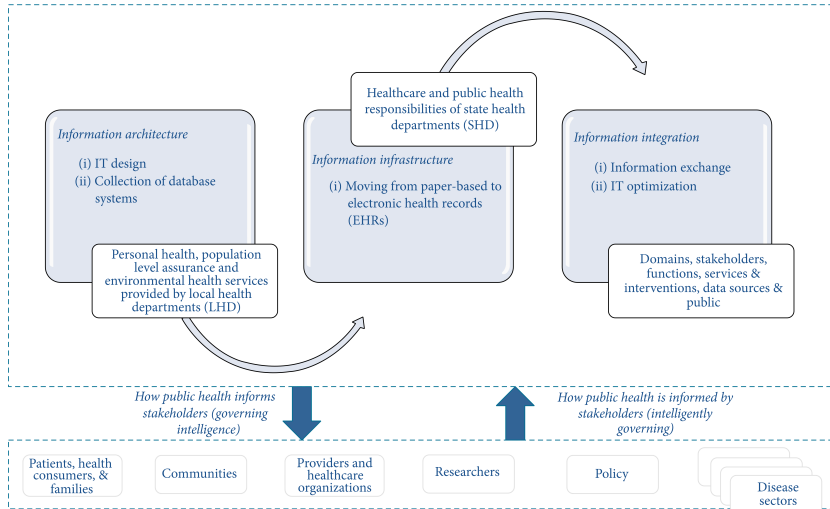 Information architecture
(i) IT design
(ii) Collection of database
systems
Personal health, population
level assurance and
environmental health services
provided by local health
departments (LHD)
Healthcare and public health
responsibilities of state health
departments (SHD)
Information infrastructure
(i) Moving from paper-based to
electronic health records
(EHRs)
Information integration
(i) Information exchange
(ii) IT optimization
Domains, stakeholders,
functions, services &
interventions, data sources &
public
How public health informs
stakeholders (governing
intelligence)
How public health is informed by
stakeholders (intelligently
governing)
Patients, health
consumers, &
families
Communities
Providers and
healthcare
organizations
Researchers
Policy
Disease
sectors